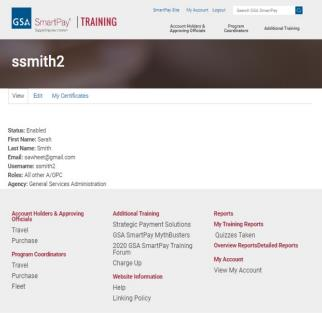 SmartPay Site My Account Logout Search GSA SmartPay
GSA SmartPay® TRAINING
Account Holders & Approving Officials
Program Coordinators
Additional Training
ssmith2
View Edit My Certificates
Status: Enabled
First Name: Sarah
Last Name: Smith
Email: sawheet@gmail.com
Username: ssmith2
Roles: All other A/OPC
Agency: General Services Administration
Account Holders & Approving
Officials
Travel
Purchase
Program Coordinators
Travel
Purchase
Fleet
Additional Training
Strategic Payment Solutions
GSA SmartPay MythBusters
2020 GSA SmartPay Training
Forum
Charge Up
Website Information
Help
Linking Policy
Reports
My Training Reports
Quizzes Taken
Overview ReportsDetailed Reports
My Account
View My Account